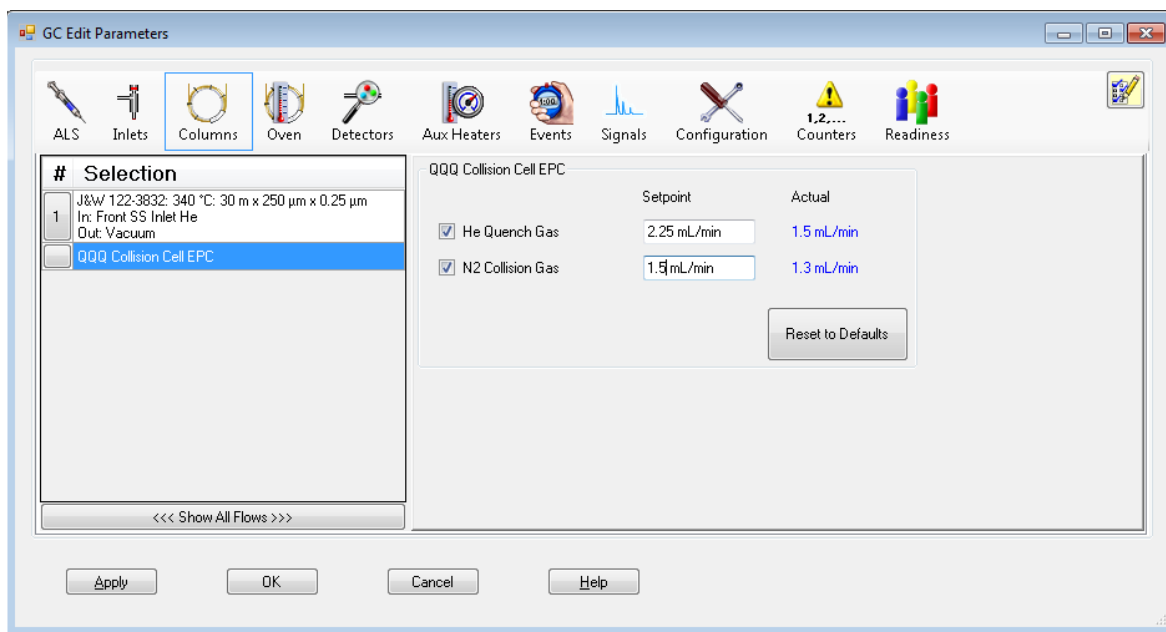 GC Edit Parameters
ALS Inlets Columns Oven Detectors Aux Heaters Events Signals Configuration Counters Readiness
1:00
1,2,...
# Selection
1
J&W 122-3832: 340 °C: 30 m x 250 µm x 0.25 µm
In: Front SS Inlet He
Out: Vacuum
QQQ Collision Cell EPC
<<< Show All Flows >>>
QQQ Collision Cell EPC
Setpoint Actual
He Quench Gas 2.25 mL/min 1.5 mL/min
N2 Collision Gas 1.5 mL/min 1.3 mL/min
Reset to Defaults
Apply OK Cancel Help